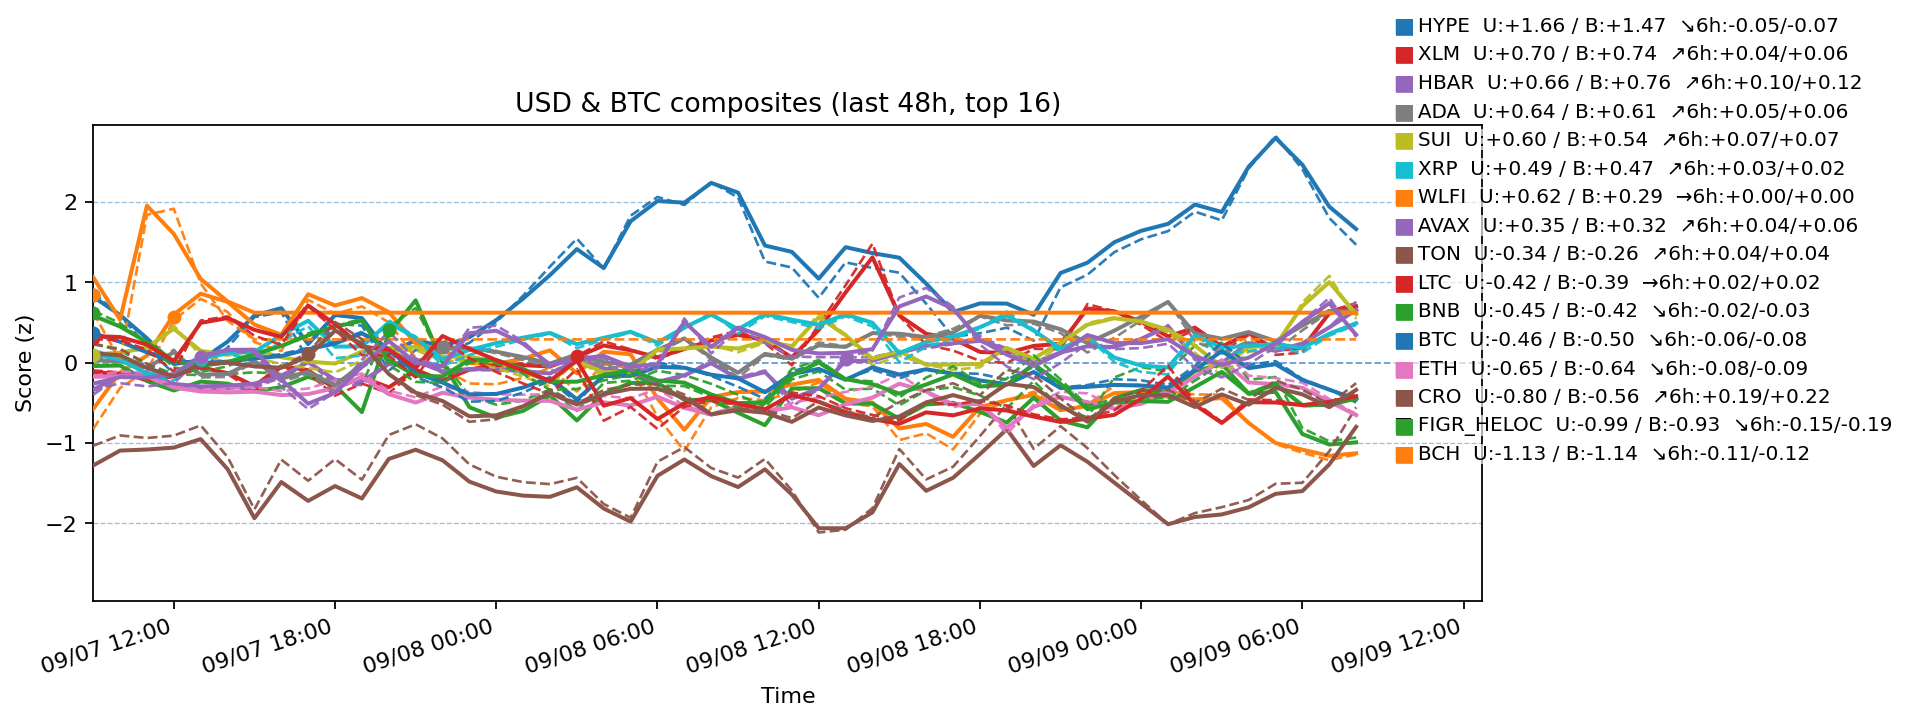 HYPE  U:+1.66 / B:+1.47  ↘6h:-0.05/-0.07
XLM  U:+0.70 / B:+0.74  ↗6h:+0.04/+0.06
HBAR  U:+0.66 / B:+0.76  ↗6h:+0.10/+0.12
ADA  U:+0.64 / B:+0.61  ↗6h:+0.05/+0.06
SUI  U:+0.60 / B:+0.54  ↗6h:+0.07/+0.07
XRP  U:+0.49 / B:+0.47  ↗6h:+0.03/+0.02
WLFI  U:+0.62 / B:+0.29  →6h:+0.00/+0.00
AVAX  U:+0.35 / B:+0.32  ↗6h:+0.04/+0.06
TON  U:-0.34 / B:-0.26  ↗6h:+0.04/+0.04
LTC  U:-0.42 / B:-0.39  →6h:+0.02/+0.02
BNB  U:-0.45 / B:-0.42  ↘6h:-0.02/-0.03
BTC  U:-0.46 / B:-0.50  ↘6h:-0.06/-0.08
ETH  U:-0.65 / B:-0.64  ↘6h:-0.08/-0.09
CRO  U:-0.80 / B:-0.56  ↗6h:+0.19/+0.22
FIGR_HELOC  U:-0.99 / B:-0.93  ↘6h:-0.15/-0.19
BCH  U:-1.13 / B:-1.14  ↘6h:-0.11/-0.12
USD & BTC composites (last 48h, top 16)
Score (z)
2
1
0
−1
−2
09/07 12:00
09/07 18:00
09/08 00:00
09/08 06:00
09/08 12:00
09/08 18:00
09/09 00:00
09/09 06:00
09/09 12:00
Time